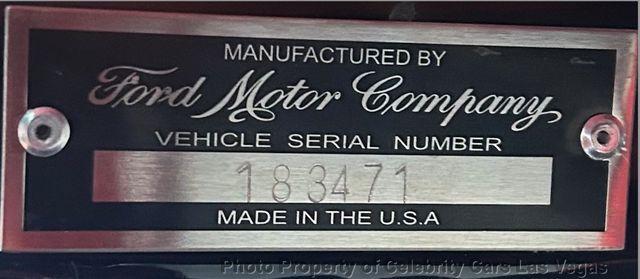 MANUFACTURED BY
Ford Motor Company
VEHICLE SERIAL NUMBER
183471
MADE IN THE U.S.A
Photo Property of Celebrity Cars Las Vegas